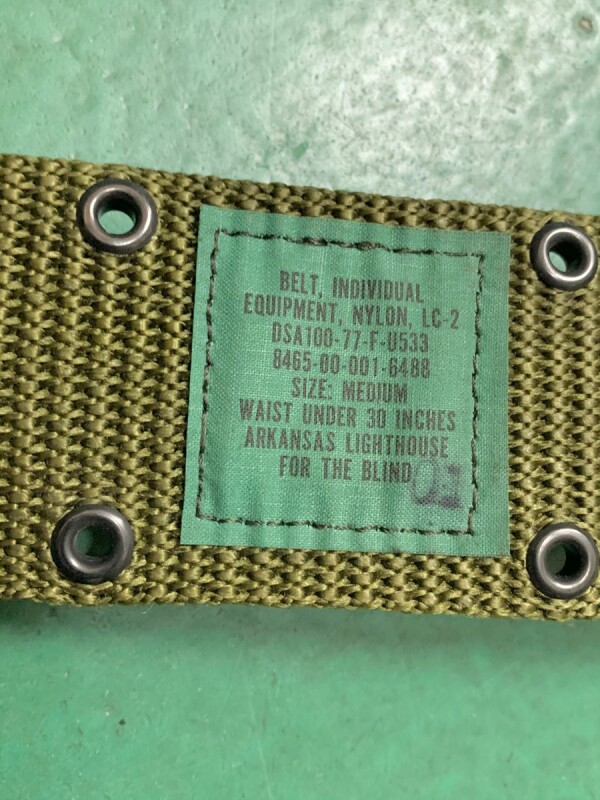 BELT, INDIVIDUAL
EQUIPMENT, NYLON, LC-2
DSA100-77-F-U533
8465-00-001-6488
SIZE: MEDIUM
WAIST UNDER 30 INCHES
ARKANSAS LIGHTHOUSE
FOR THE BLIND